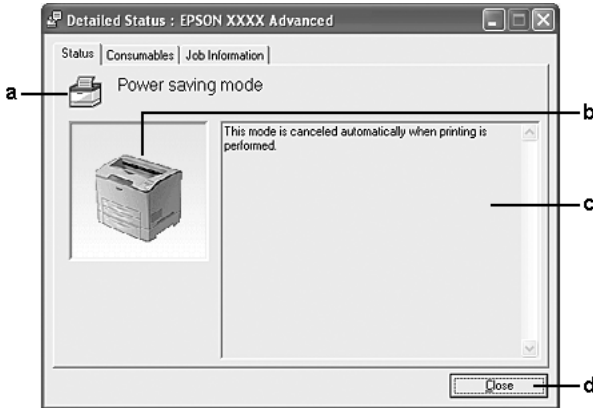 Detailed Status : EPSON XXXX Advanced
Status Consumables Job Information
a
Power saving mode
b
This mode is canceled automatically when printing is
performed.
c
Close
d